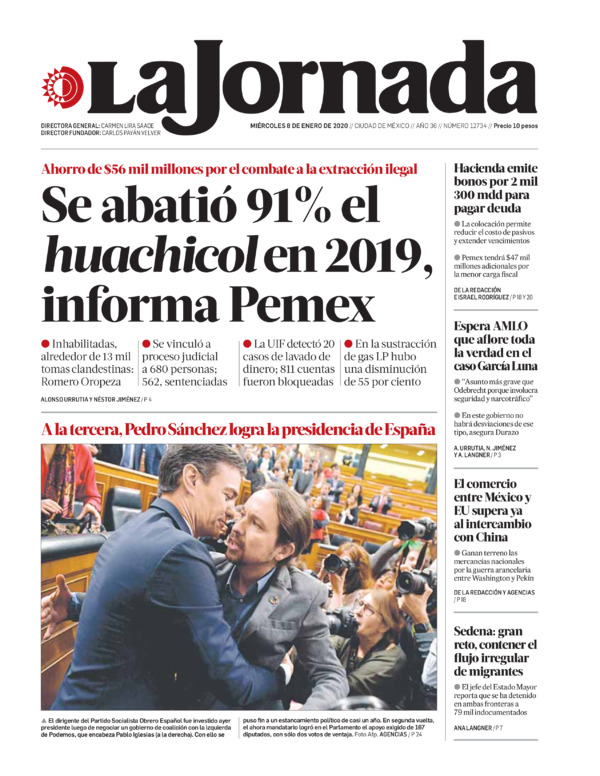 La Jornada
DIRECTORA GENERAL: CARMEN LIRA SAADE
DIRECTOR FUNDADOR: CARLOS PAYÁN VELVER
MIÉRCOLES 8 DE ENERO DE 2020 // CIUDAD DE MÉXICO // AÑO 36 // NÚMERO 12734 // Precio 10 pesos
Ahorro de $56 mil millones por el combate a la extracción ilegal
Se abatió 91% el
huachicol en 2019,
informa Pemex
● Inhabilitadas,
alrededor de 13 mil
tomas clandestinas:
Romero Oropeza
● Se vinculó a
proceso judicial
a 680 personas;
562, sentenciadas
● La UIF detectó 20
casos de lavado de
dinero; 811 cuentas
fueron bloqueadas
● En la sustracción
de gas LP hubo
una disminución
de 55 por ciento
ALONSO URRUTIA Y NÉSTOR JIMÉNEZ / P 4
A la tercera, Pedro Sánchez logra la presidencia de España
▲ El dirigente del Partido Socialista Obrero Español fue investido ayer
presidente luego de negociar un gobierno de coalición con la izquierda
de Podemos, que encabeza Pablo Iglesias (a la derecha). Con ello se
puso fin a un estancamiento político de casi un año. En segunda vuelta,
el ahora mandatario logró en el Parlamento el apoyo exigido de 167
diputados, con sólo dos votos de ventaja. Foto Afp. AGENCIAS / P 24
Hacienda emite
bonos por 2 mil
300 mdd para
pagar deuda
● La colocación permite
reducir el costo de pasivos
y extender vencimientos
● Pemex tendrá $47 mil
millones adicionales por
la menor carga fiscal
DE LA REDACCIÓN
E ISRAEL RODRÍGUEZ / P 18 Y 20
Espera AMLO
que aflore toda
la verdad en el
caso García Luna
● "Asunto más grave que
Odebrecht porque involucra
seguridad y narcotráfico"
● En este gobierno no
habrá desviaciones de ese
tipo, asegura Durazo
A. URRUTIA, N. JIMÉNEZ
Y A. LANGNER / P 3
El comercio
entre México y
EU supera ya
al intercambio
con China
● Ganan terreno las
mercancías nacionales
por la guerra arancelaria
entre Washington y Pekín
DE LA REDACCIÓN Y AGENCIAS
/ P 16
Sedena: gran
reto, contener el
flujo irregular
de migrantes
● El jefe del Estado Mayor
reporta que se ha detenido
en ambas fronteras a
79 mil indocumentados
ANA LANGNER / P 7